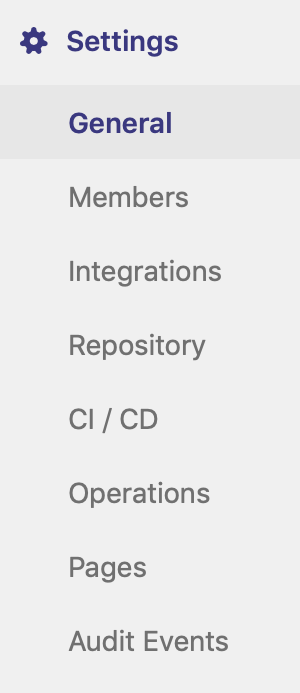 Settings
General
Members
Integrations
Repository
CI / CD
Operations
Pages
Audit Events